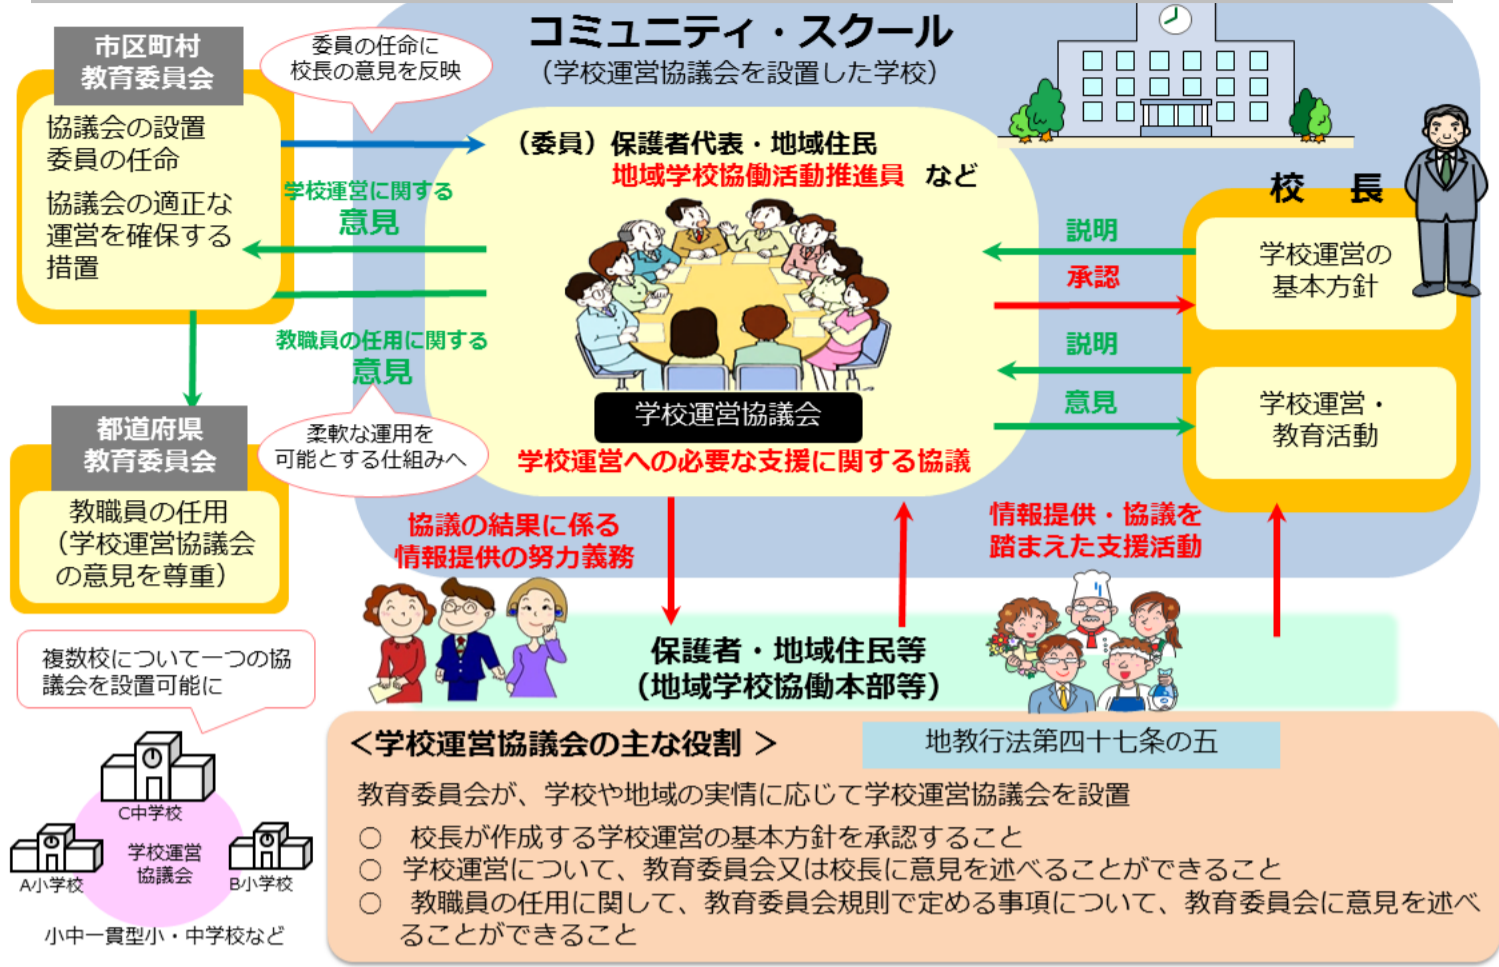 コミュニティ・スクール
（学校運営協議会を設置した学校）
市区町村
教育委員会
協議会の設置
委員の任命
協議会の適正な
運営を確保する
措置
委員の任命に
校長の意見を反映
学校運営に関する
意見
教職員の任用に関する
意見
柔軟な運用を
可能とする仕組みへ
都道府県
教育委員会
教職員の任用
（学校運営協議会
の意見を尊重）
（委員）保護者代表・地域住民
地域学校協働活動推進員 など
学校運営協議会
学校運営への必要な支援に関する協議
校 長
説明
承認
学校運営の
基本方針
説明
意見
学校運営・
教育活動
協議の結果に係る
情報提供の努力義務
情報提供・協議を
踏まえた支援活動
保護者・地域住民等
（地域学校協働本部等）
複数校について一つの協
議会を設置可能に
C中学校
学校運営
協議会
A小学校
B小学校
小中一貫型小・中学校など
＜学校運営協議会の主な役割 ＞
地教行法第四十七条の五
教育委員会が、学校や地域の実情に応じて学校運営協議会を設置
○ 校長が作成する学校運営の基本方針を承認すること
○ 学校運営について、教育委員会又は校長に意見を述べることができること
○ 教職員の任用に関して、教育委員会規則で定める事項について、教育委員会に意見を述べ
ることができること